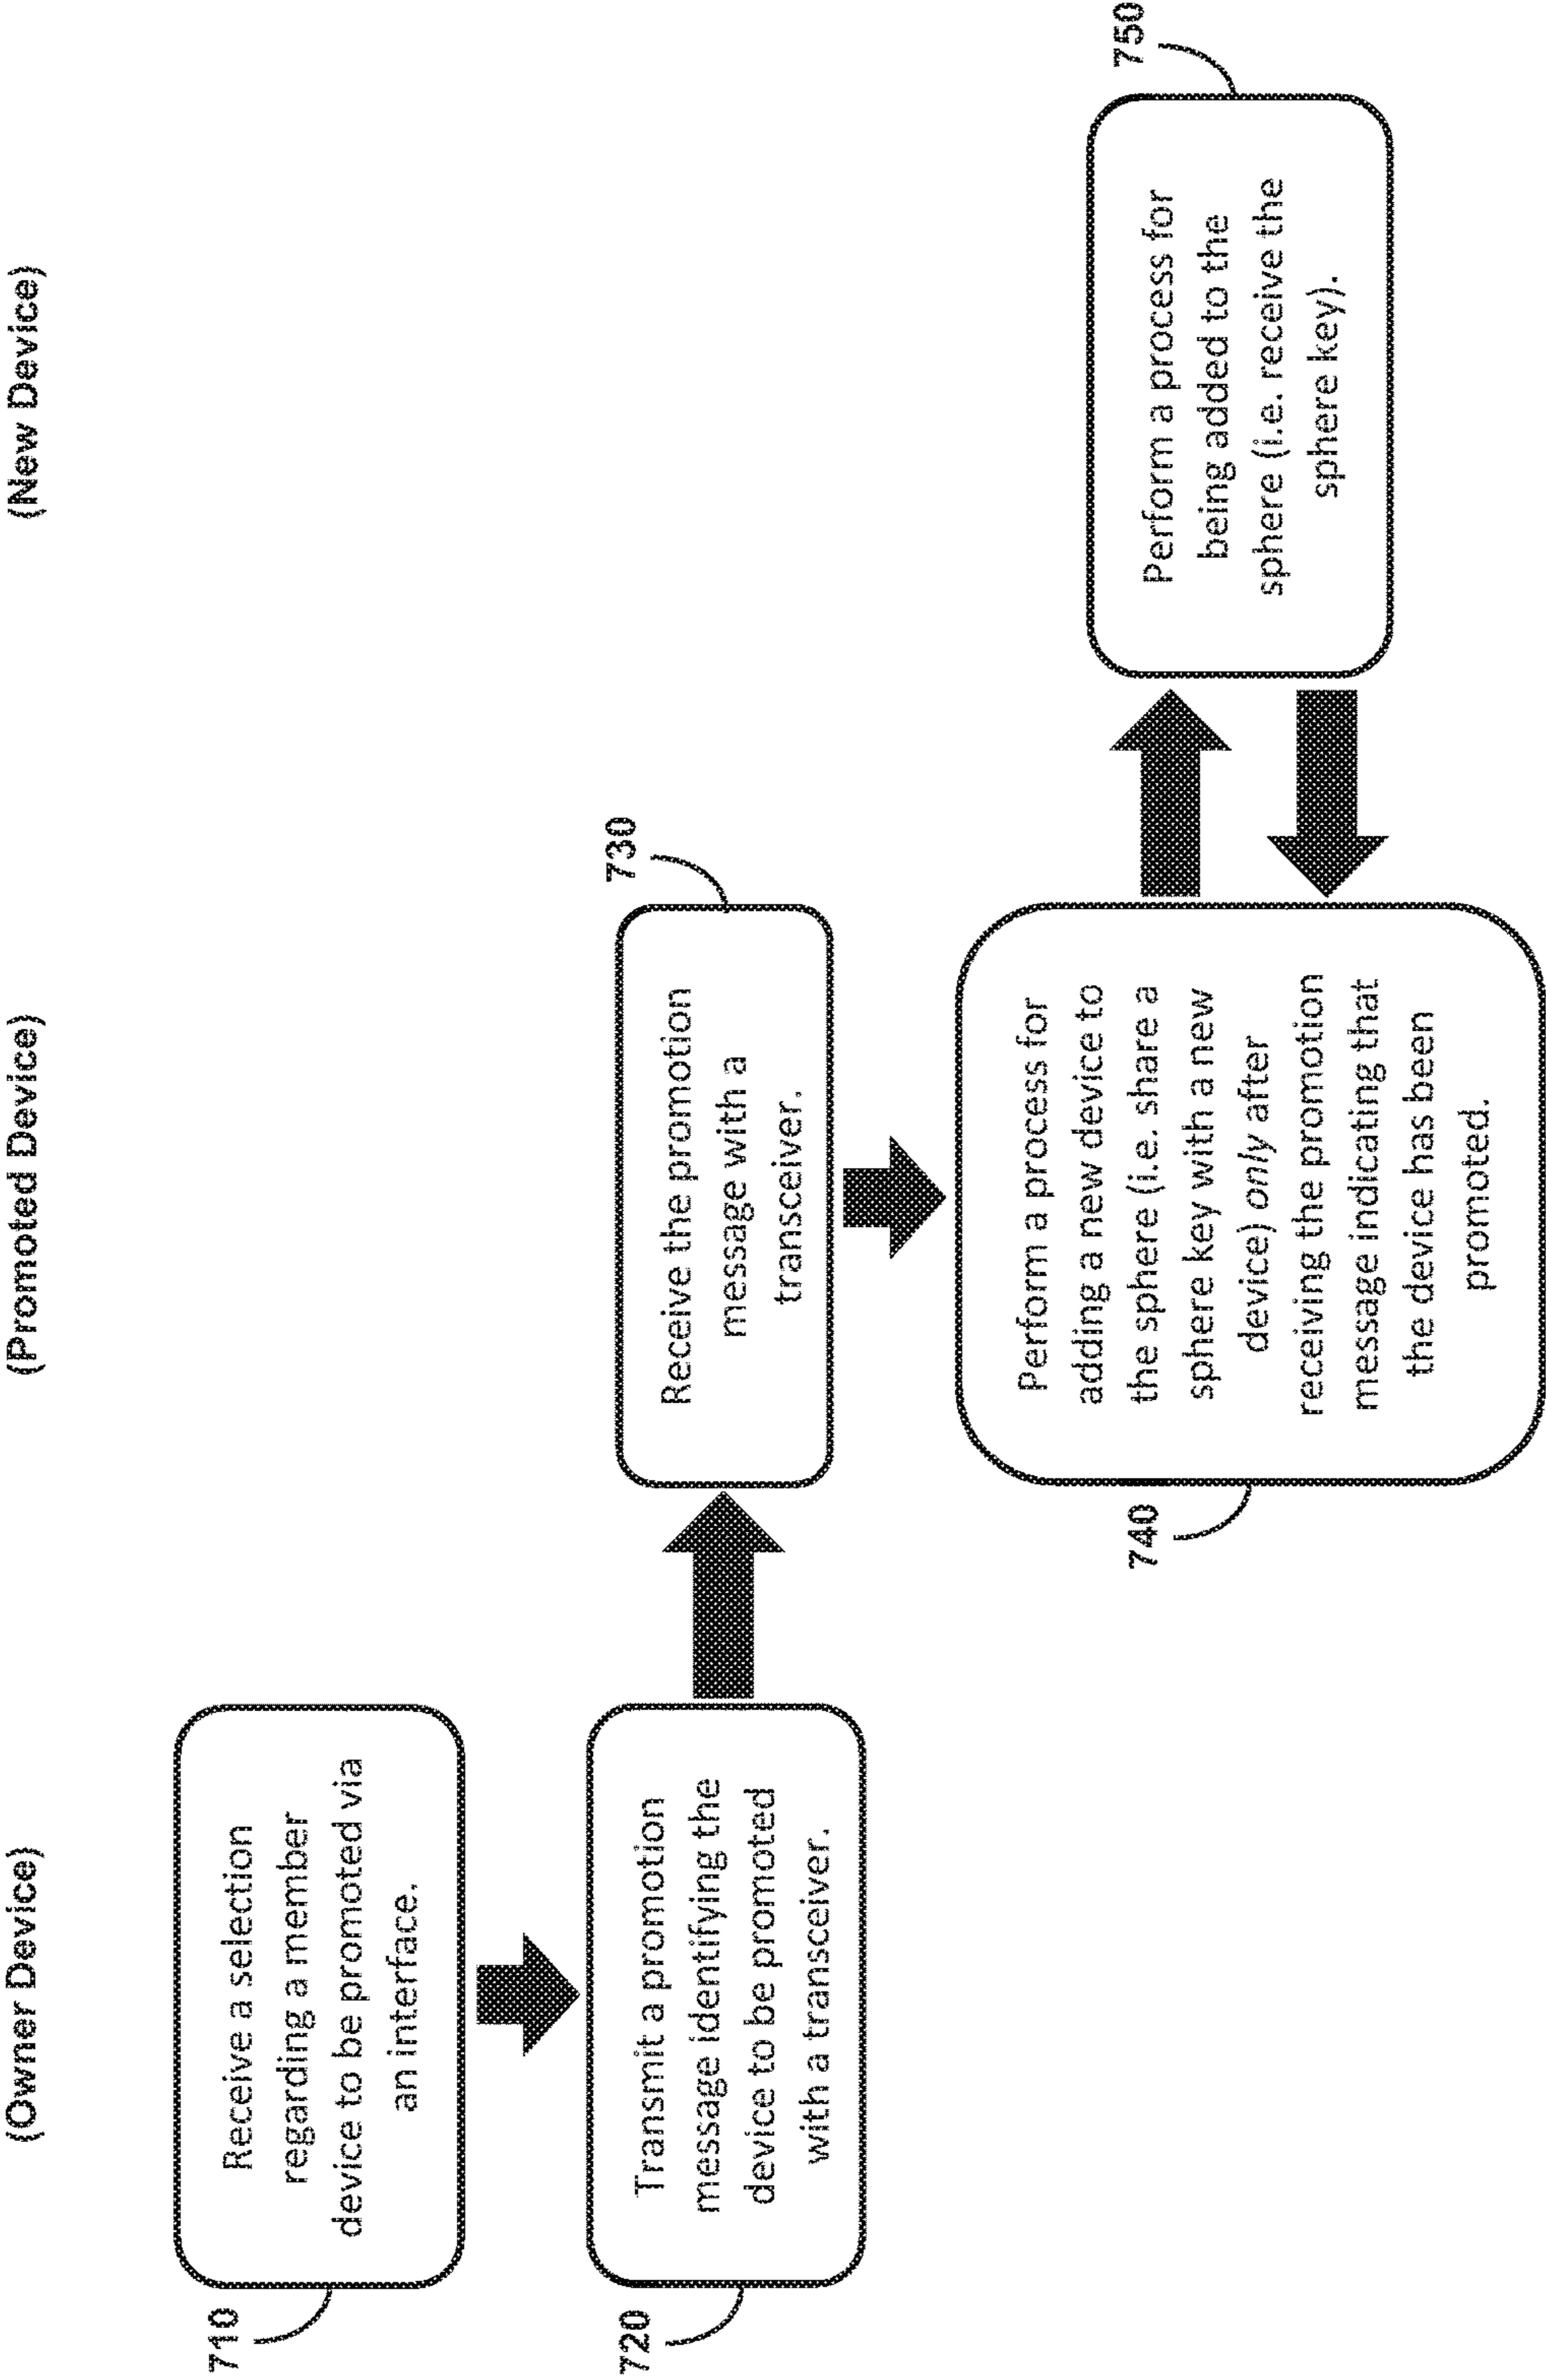 (Owner Device)
(Promoted Device)
(New Device)
710
Receive a selection
regarding a member
device to be promoted via
an interface.
720
Transmit a promotion
message identifying the
device to be promoted
with a transceiver.
730
Receive the promotion
message with a
transceiver.
740
Perform a process for
adding a new device to
the sphere (i.e. share a
sphere key with a new
device) only after
receiving the promotion
message indicating that
the device has been
promoted.
750
Perform a process for
being added to the
sphere (i.e. receive the
sphere key).